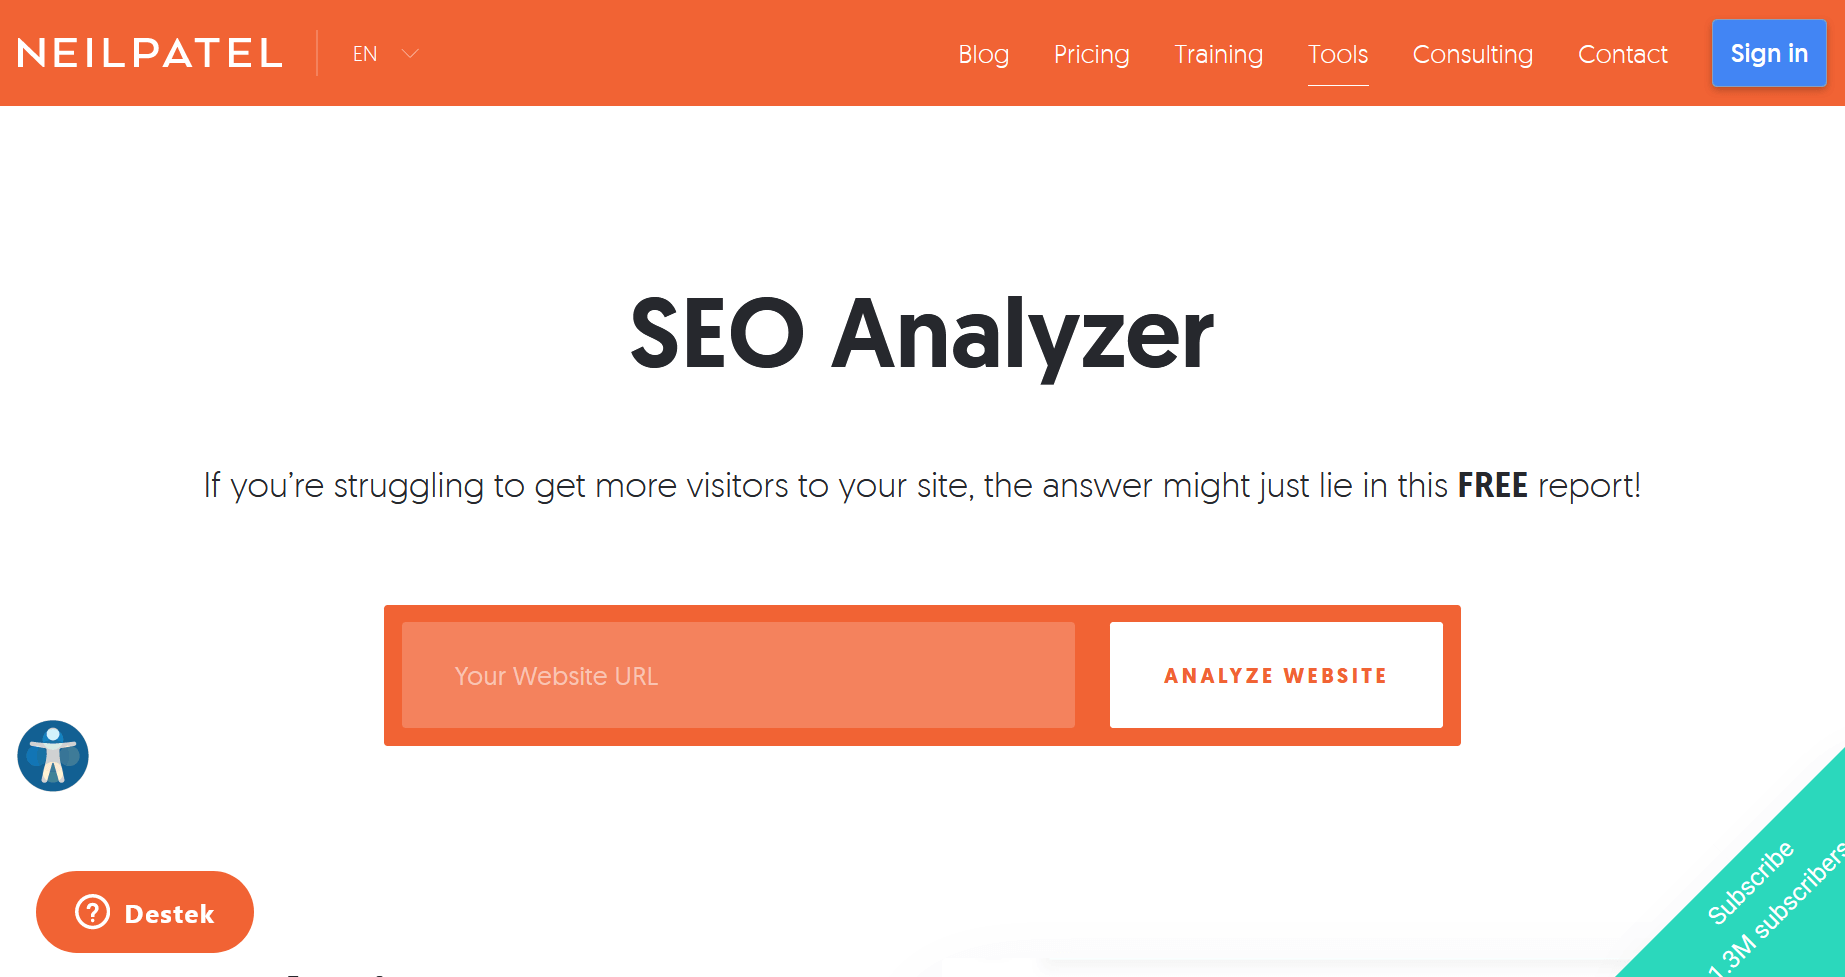 NEILPATEL
EN
Blog
Pricing
Training
Tools
Consulting
Contact
Sign in
SEO Analyzer
If you’re struggling to get more visitors to your site, the answer might just lie in this FREE report!
Your Website URL
ANALYZE WEBSITE
Destek
Subscribe
1.3M subscribers